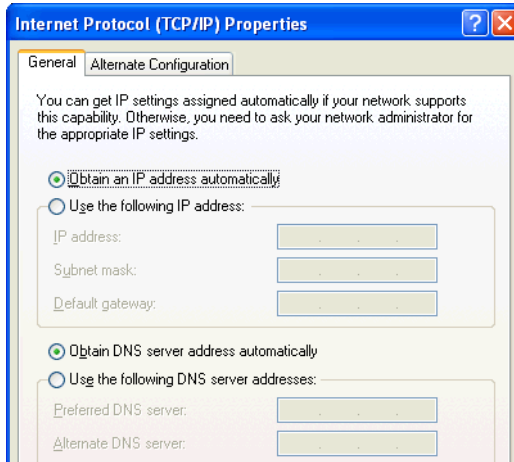 Internet Protocol (TCP/IP) Properties
General Alternate Configuration
You can get IP settings assigned automatically if your network supports
this capability. Otherwise, you need to ask your network administrator for
the appropriate IP settings.
Obtain an IP address automatically
Use the following IP address:
IP address:
Subnet mask:
Default gateway:
Obtain DNS server address automatically
Use the following DNS server addresses:
Preferred DNS server:
Alternate DNS server: